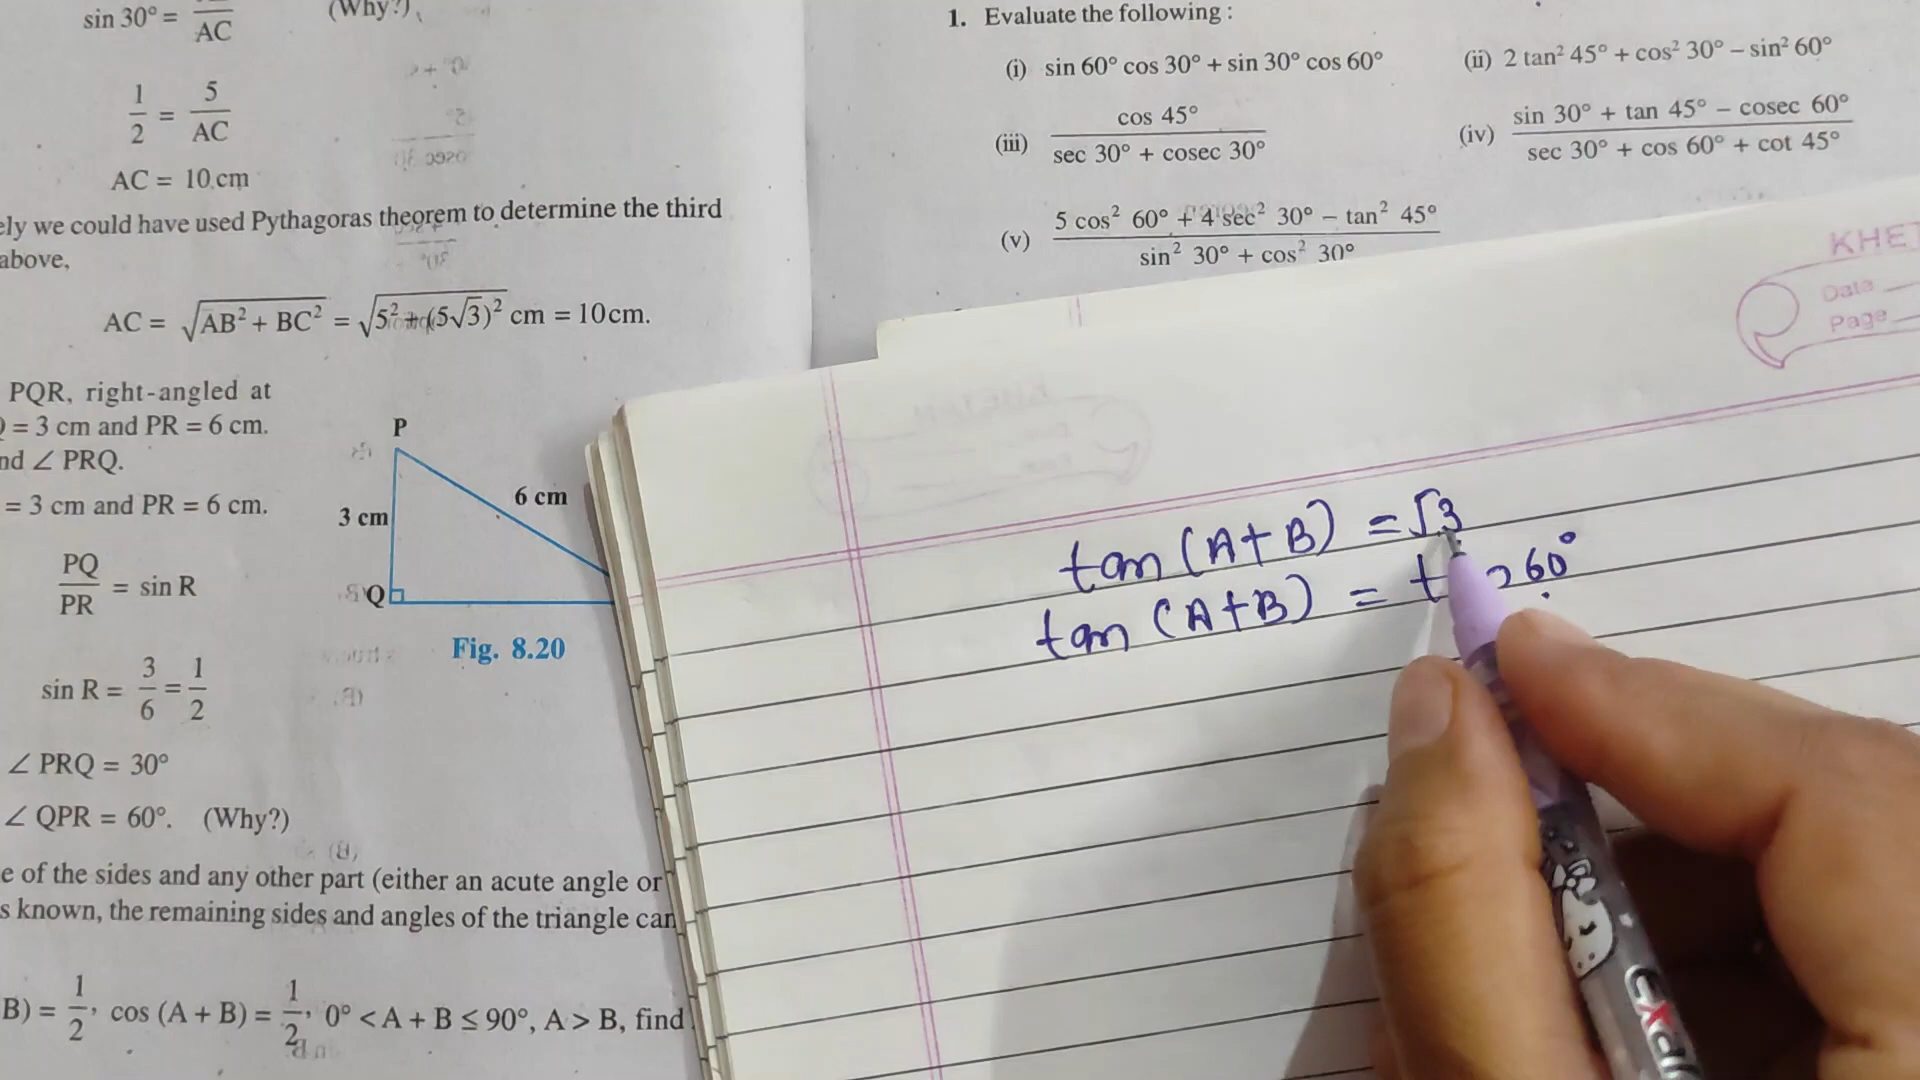 sin 30° = AC (Why?)
1/2 = 5/AC
AC = 10 cm
ely we could have used Pythagoras theorem to determine the third
above,
AC = √(AB² + BC²) = √(5² + (5√3)²) cm = 10cm.
PQR, right-angled at
= 3 cm and PR = 6 cm.
nd ∠ PRQ.
= 3 cm and PR = 6 cm.
PQ/PR = sin R
sin R = 3/6 = 1/2
∠ PRQ = 30°
∠ QPR = 60°. (Why?)
P
6 cm
3 cm
Q
Fig. 8.20
e of the sides and any other part (either an acute angle or
s known, the remaining sides and angles of the triangle can
B) = 1/2, cos (A + B) = 1/2, 0° < A + B ≤ 90°, A > B, find
1. Evaluate the following :
(i) sin 60° cos 30° + sin 30° cos 60°
(ii) 2 tan² 45° + cos² 30° – sin² 60°
(iii) cos 45° / (sec 30° + cosec 30°)
(iv) (sin 30° + tan 45° – cosec 60°) / (sec 30° + cos 60° + cot 45°)
(v) (5 cos² 60° + 4 sec² 30° – tan² 45°) / (sin² 30° + cos² 30°)
KHET
Date
Page
tan (A+B) = √3
tan (A+B) = t 60°
Exam